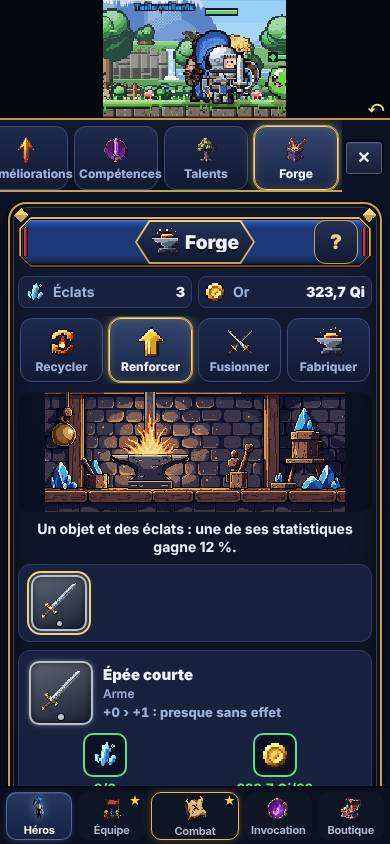 méliorations
Compétences
Talents
Forge
×
Forge
?
Éclats
3
Or
323,7 Qi
Recycler
Renforcer
Fusionner
Fabriquer
Un objet et des éclats : une de ses statistiques
gagne 12 %.
Épée courte
Arme
+0 › +1 : presque sans effet
Héros
Équipe
Combat
Invocation
Boutique